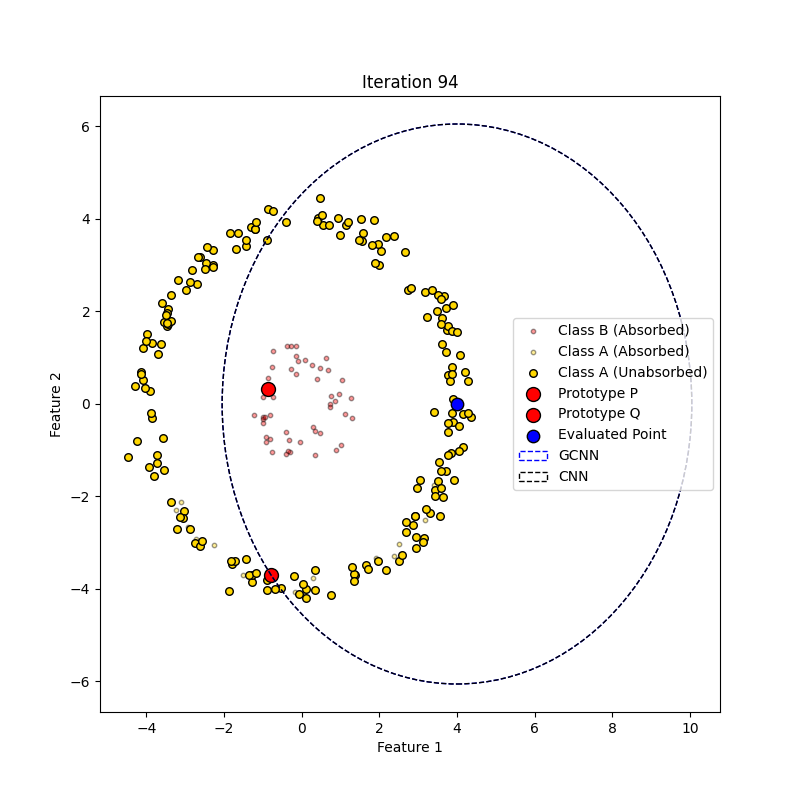 Iteration 94
6
4
2
0
−2
−4
−6
Feature 2
Class B (Absorbed)
Class A (Absorbed)
Class A (Unabsorbed)
Prototype P
Prototype Q
Evaluated Point
GCNN
CNN
−4 −2 0 2 4 6 8 10
Feature 1